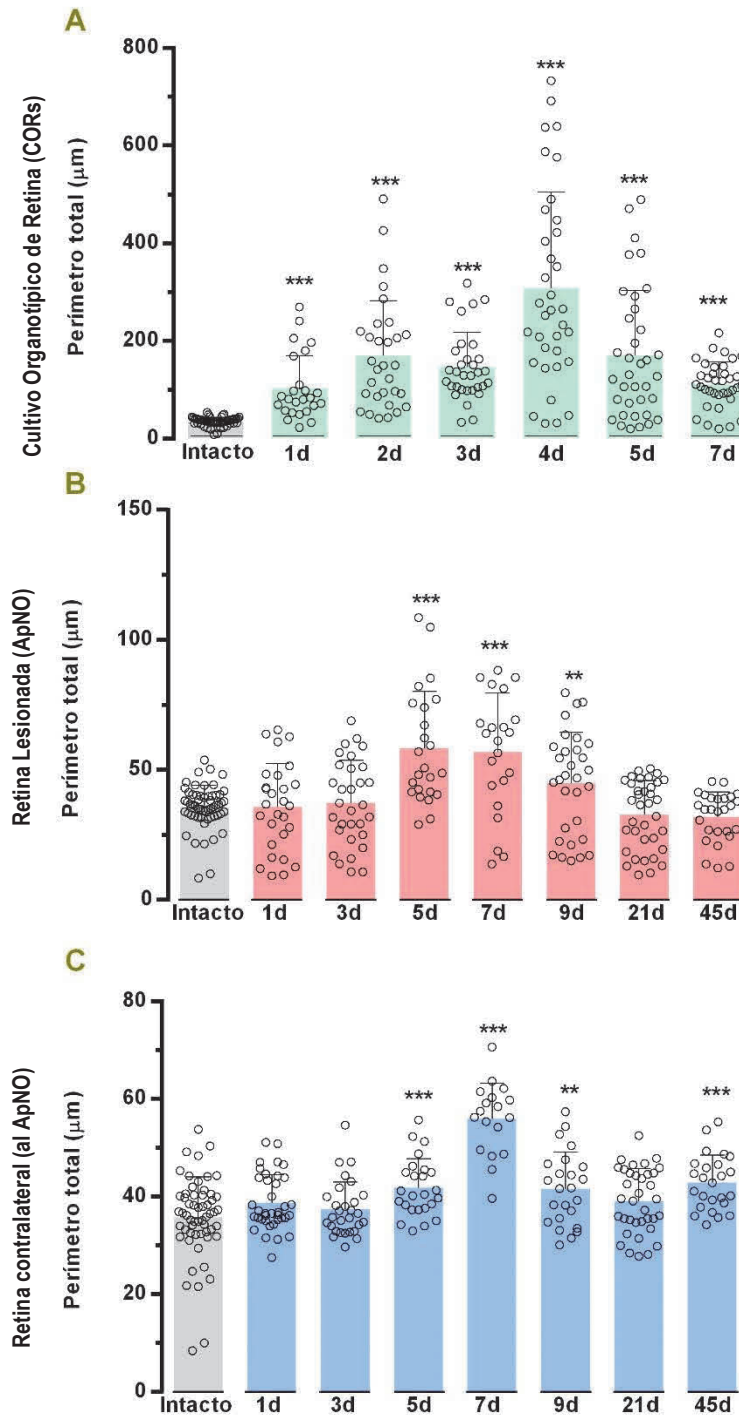 A
Cultivo Organotípico de Retina (CORs)
Perímetro total (µm)
800
600
400
200
0
***
***
***
***
***
***
Intacto 1d 2d 3d 4d 5d 7d
B
Retina Lesionada (ApNO)
Perímetro total (µm)
150
100
50
0
***
***
**
Intacto 1d 3d 5d 7d 9d 21d 45d
C
Retina contralateral (al ApNO)
Perímetro total (µm)
80
60
40
20
0
***
***
**
***
Intacto 1d 3d 5d 7d 9d 21d 45d